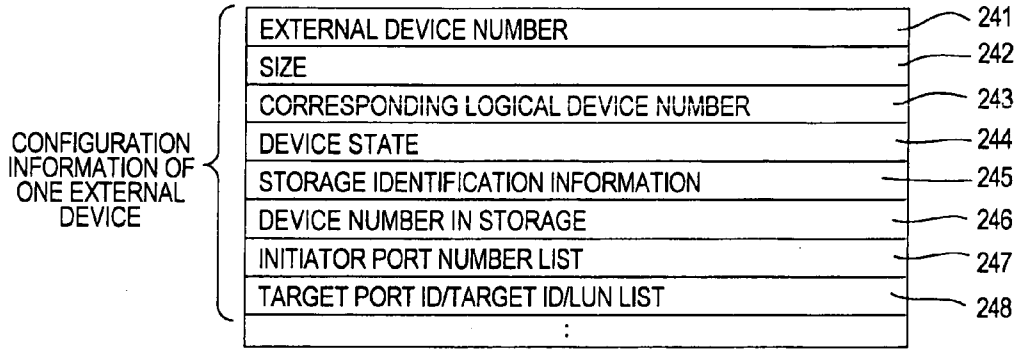 CONFIGURATION
INFORMATION OF
ONE EXTERNAL
DEVICE
EXTERNAL DEVICE NUMBER 241
SIZE 242
CORRESPONDING LOGICAL DEVICE NUMBER 243
DEVICE STATE 244
STORAGE IDENTIFICATION INFORMATION 245
DEVICE NUMBER IN STORAGE 246
INITIATOR PORT NUMBER LIST 247
TARGET PORT ID/TARGET ID/LUN LIST 248
: